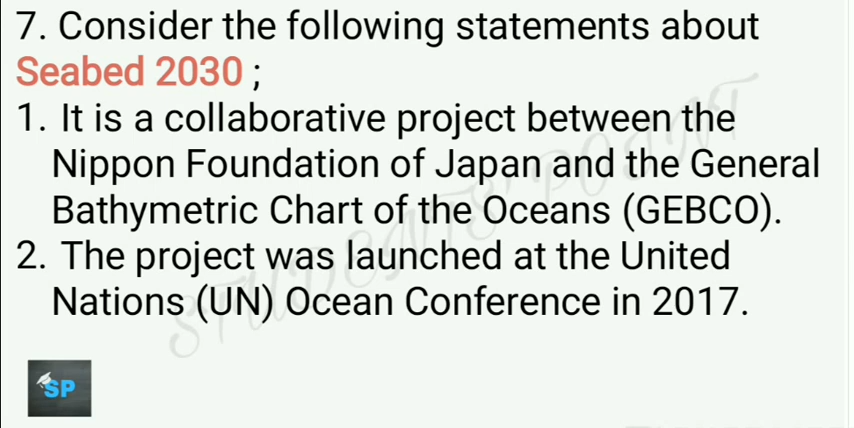 7. Consider the following statements about
Seabed 2030 ;
1. It is a collaborative project between the
Nippon Foundation of Japan and the General
Bathymetric Chart of the Oceans (GEBCO).
2. The project was launched at the United
Nations (UN) Ocean Conference in 2017.
STUDENTS' POINT
SP